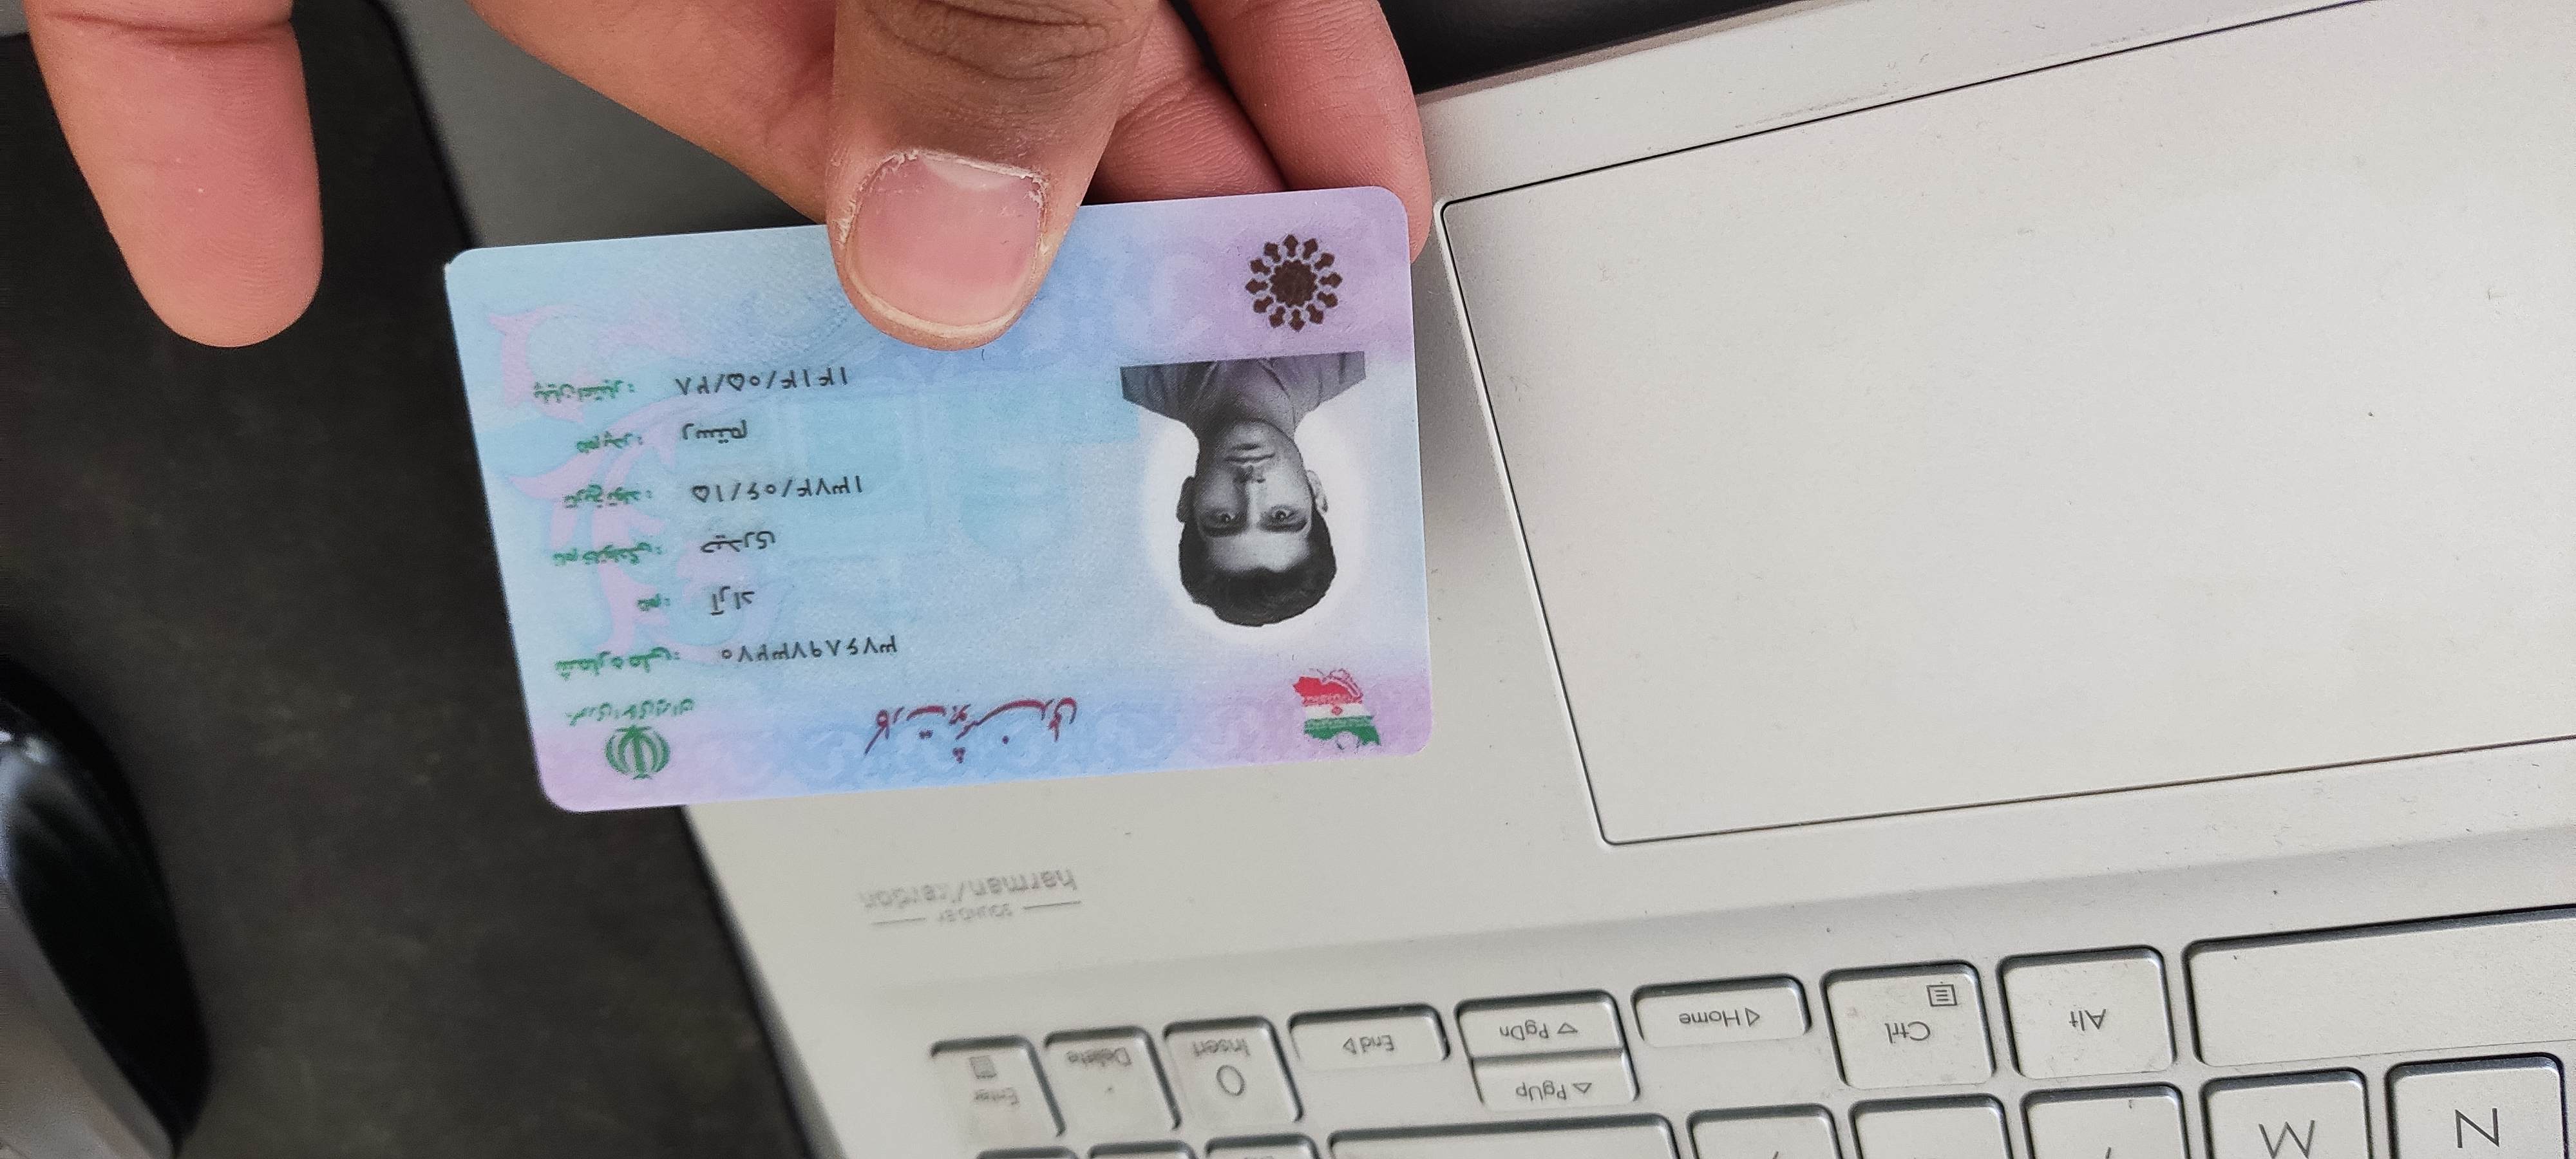 N
M
Alt
Ctrl
Home
PgUp
PgDn
End
Insert
Delete
Enter
SOUND BY
harman/kardon
جمهوری اسلامی ایران
کارت هوشمند ملی
شماره ملی: ۳۷۶۸۹۷۳۲۷۰
نام: آراد
نام خانوادگی: حیدری
تاریخ تولد: ۱۳۷۴/۰۶/۱۵
نام پدر: رستم
پایان اعتبار: ۱۴۱۴/۰۵/۲۸